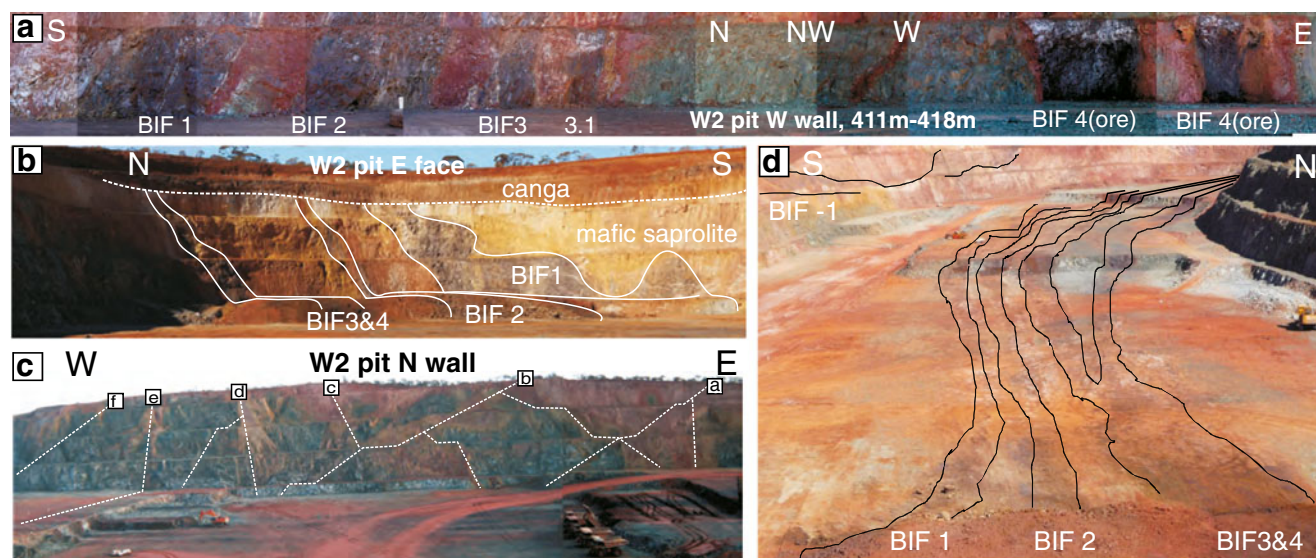 a S N NW W E
BIF 1 BIF 2 BIF3 3.1 W2 pit W wall, 411m-418m BIF 4(ore) BIF 4(ore)
b N W2 pit E face S
canga
mafic saprolite
BIF1
BIF3&4 BIF 2
c W W2 pit N wall E
f e d c b a
d S N
BIF -1
BIF 1 BIF 2 BIF3&4